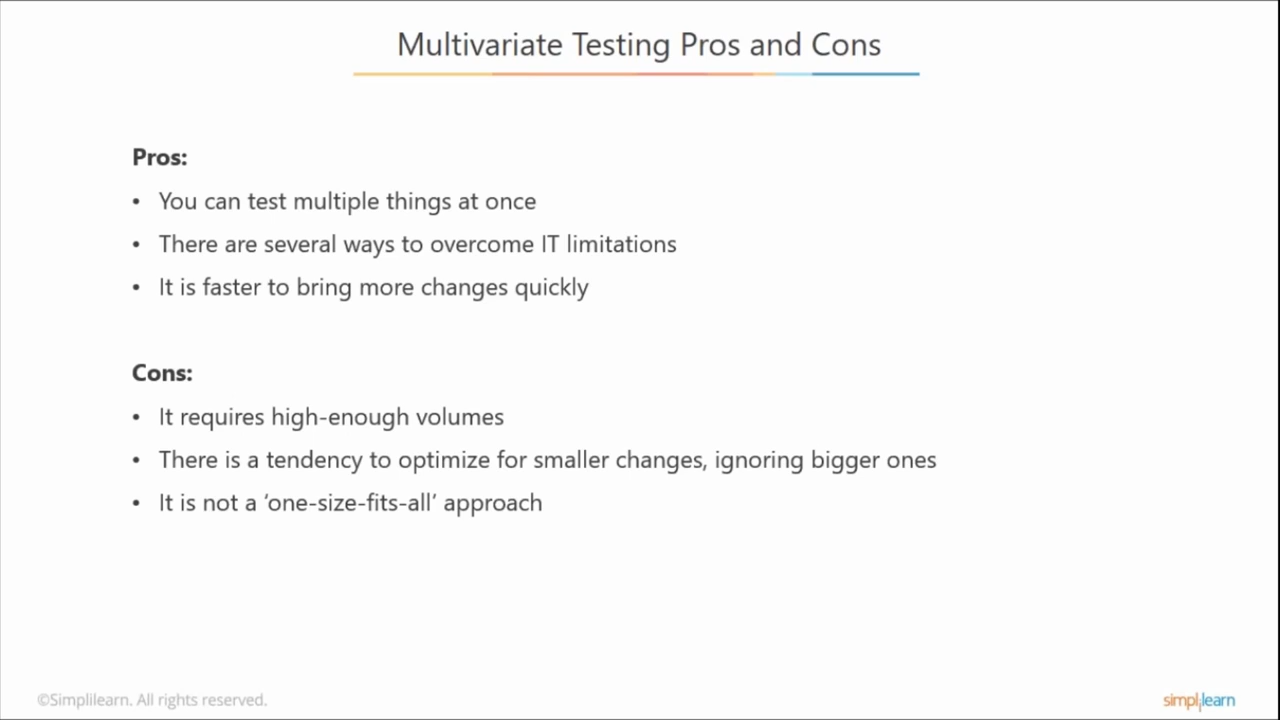 Multivariate Testing Pros and Cons
Pros:
• You can test multiple things at once
• There are several ways to overcome IT limitations
• It is faster to bring more changes quickly
Cons:
• It requires high-enough volumes
• There is a tendency to optimize for smaller changes, ignoring bigger ones
• It is not a ‘one-size-fits-all’ approach
©Simplilearn. All rights reserved.
simplilearn